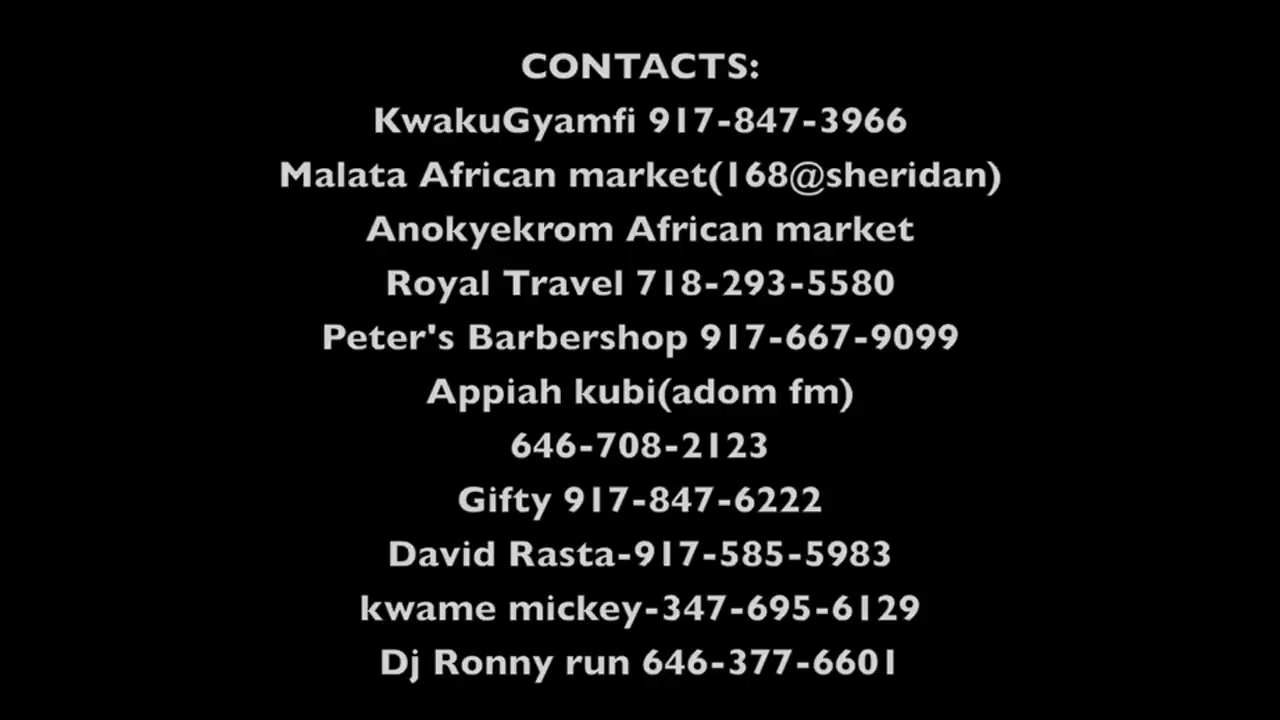 CONTACTS:
KwakuGyamfi 917-847-3966
Malata African market(168@sheridan)
Anokyekrom African market
Royal Travel 718-293-5580
Peter's Barbershop 917-667-9099
Appiah kubi(adom fm)
646-708-2123
Gifty 917-847-6222
David Rasta-917-585-5983
kwame mickey-347-695-6129
Dj Ronny run 646-377-6601